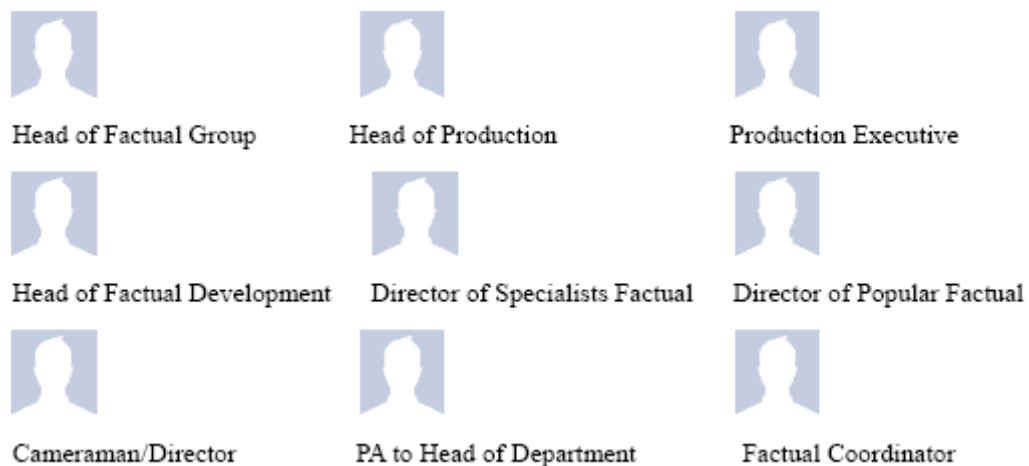 Head of Factual Group Head of Production Production Executive
Head of Factual Development Director of Specialists Factual Director of Popular Factual
Cameraman/Director PA to Head of Department Factual Coordinator